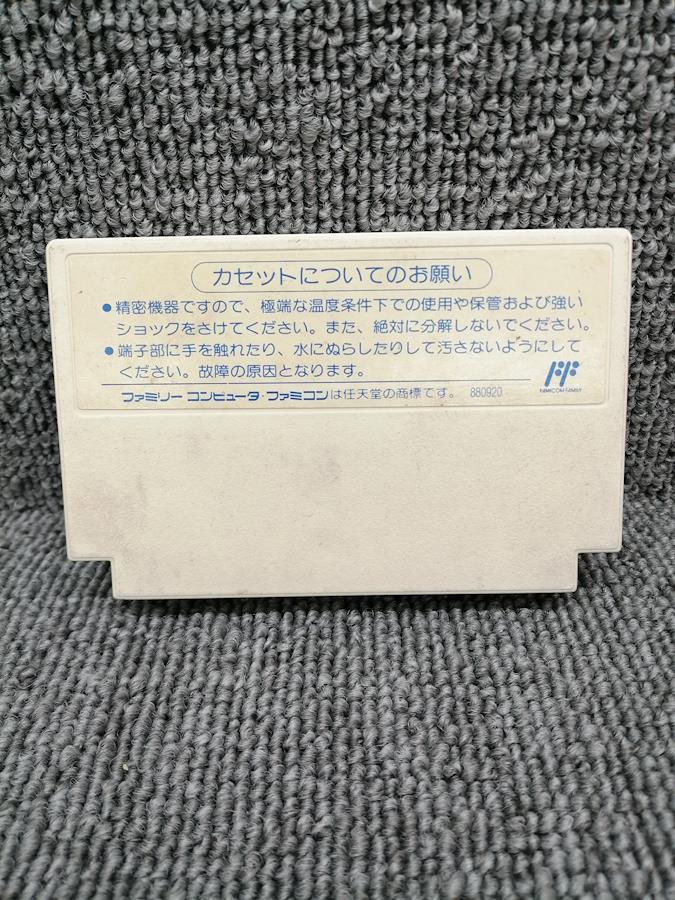 カセットについてのお願い
●精密機器ですので、極端な温度条件下での使用や保管および強い
ショックをさけてください。また、絶対に分解しないでください。
●端子部に手を触れたり、水にぬらしたりして汚さないようにして
ください。故障の原因となります。
FAMICOM FAMILY
ファミリーコンピュータ・ファミコンは任天堂の商標です。 880920